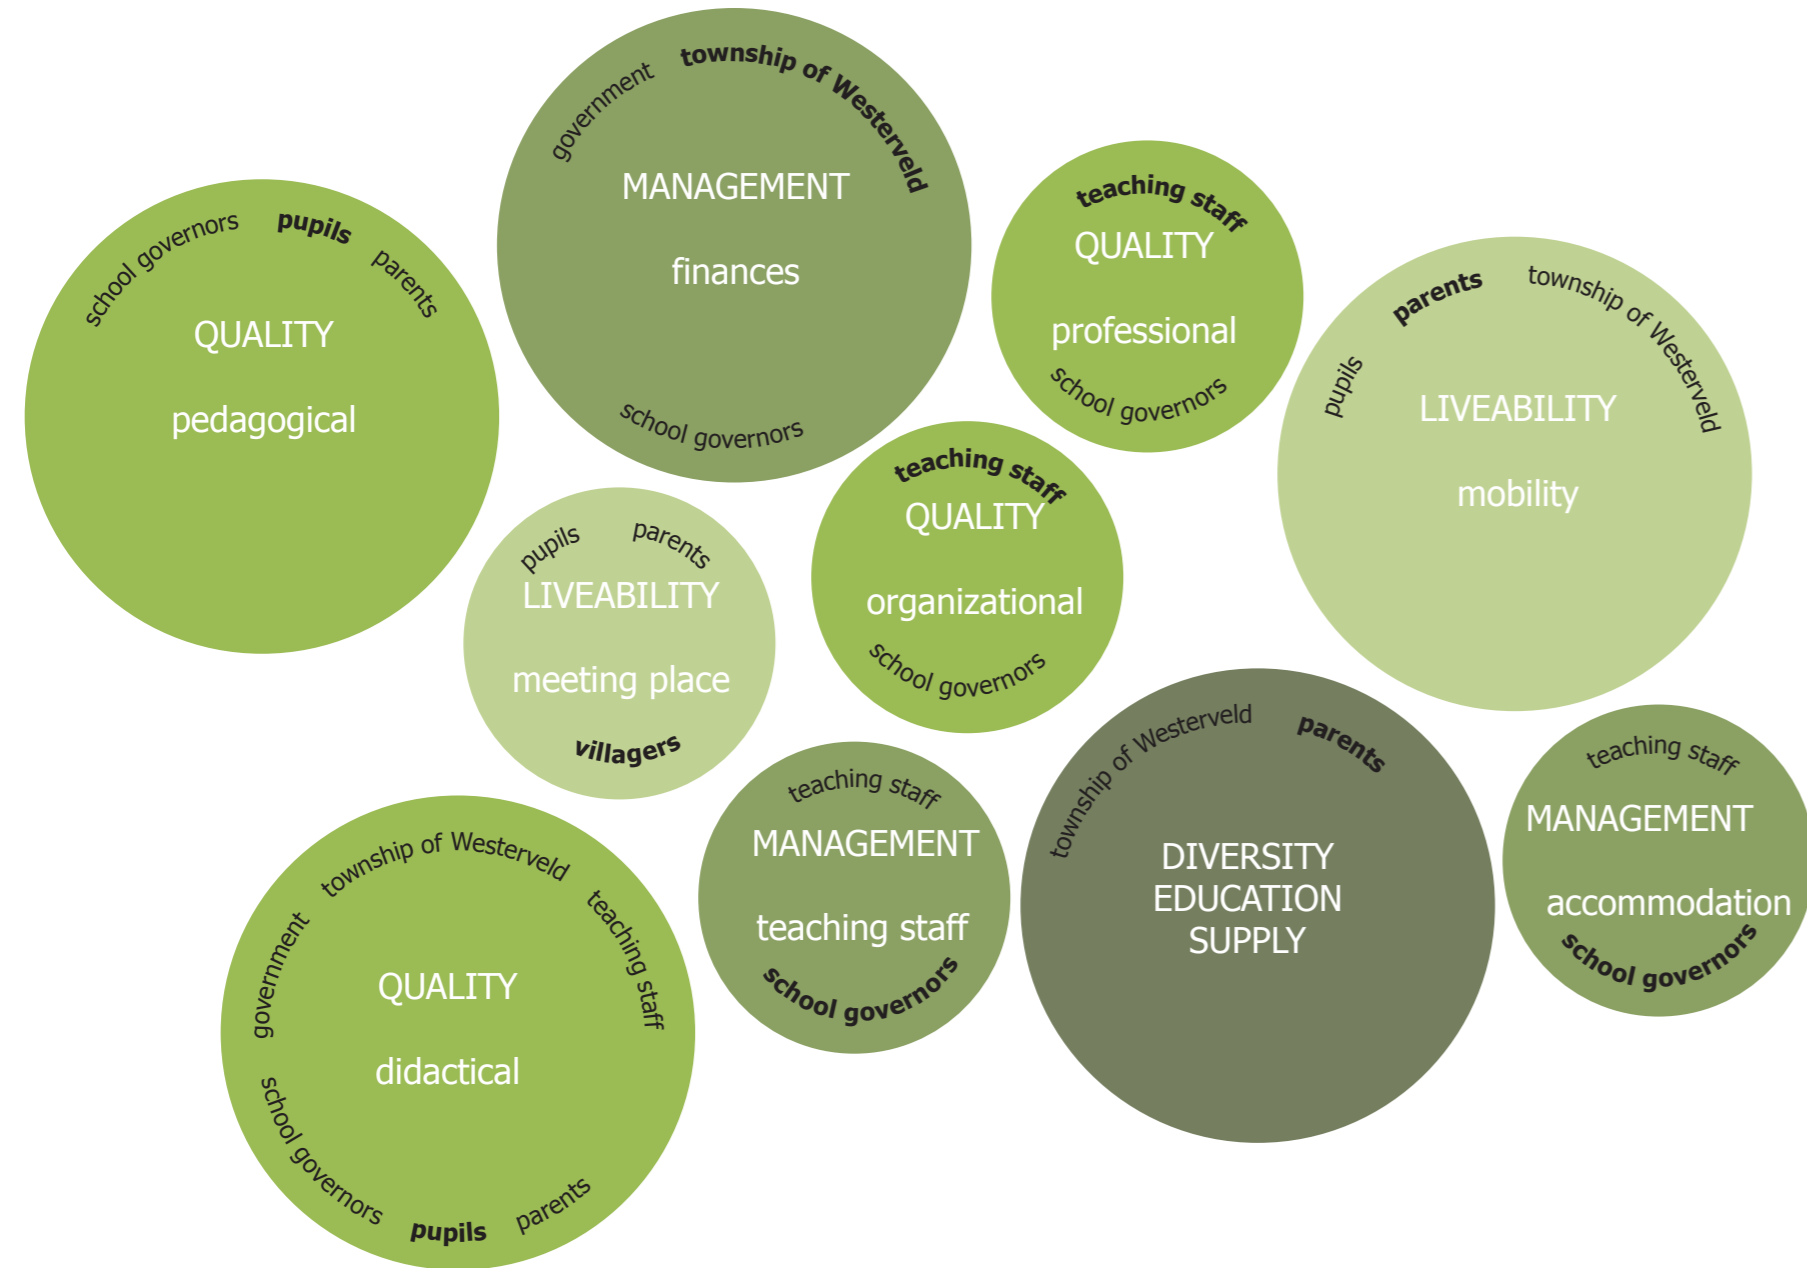 government
township of Westerveld
MANAGEMENT
finances
school governors
school governors
pupils
parents
QUALITY
pedagogical
teaching staff
QUALITY
professional
school governors
pupils
parents
township of Westerveld
LIVEABILITY
mobility
teaching staff
QUALITY
organizational
school governors
pupils
parents
LIVEABILITY
meeting place
villagers
teaching staff
MANAGEMENT
teaching staff
school governors
township of Westerveld
parents
DIVERSITY
EDUCATION
SUPPLY
teaching staff
MANAGEMENT
accommodation
school governors
government
township of Westerveld
teaching staff
QUALITY
didactical
school governors
pupils
parents